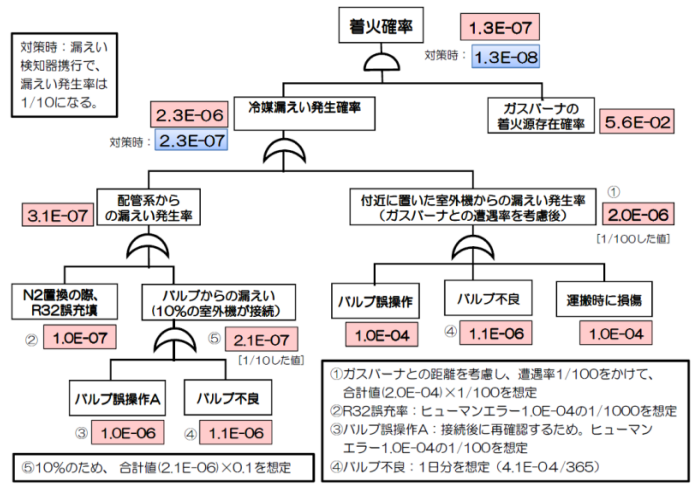 着火確率
1.3E-07
対策時：漏えい
検知器携行で、
漏えい発生率は
1/10になる。
対策時：
1.3E-08
2.3E-06
冷媒漏えい発生確率
ガスバーナの
着火源存在確率
5.6E-02
対策時：
2.3E-07
3.1E-07
配管系から
の漏えい発生率
付近に置いた室外機からの漏えい発生率
（ガスバーナとの遭遇率を考慮後）
①
2.0E-06
［1/100した値］
N2置換の際、
R32誤充填
バルブからの漏えい
（10%の室外機が接続）
バルブ誤操作
バルブ不良
運搬時に損傷
②
1.0E-07
⑤
2.1E-07
［1/10した値］
1.0E-04
④
1.1E-06
1.0E-04
バルブ誤操作A
バルブ不良
③
1.0E-06
④
1.1E-06
①ガスバーナとの距離を考慮し、遭遇率1/100をかけて、
合計値(2.0E-04)×1/100を想定
②R32誤充率：ヒューマンエラー1.0E-04の1/1000を想定
③バルブ誤操作A：接続後に再確認するため。ヒューマン
エラー1.0E-04の1/100を想定
④バルブ不良：1日分を想定（4.1E-04/365）
⑤10%のため、合計値(2.1E-06)×0.1を想定